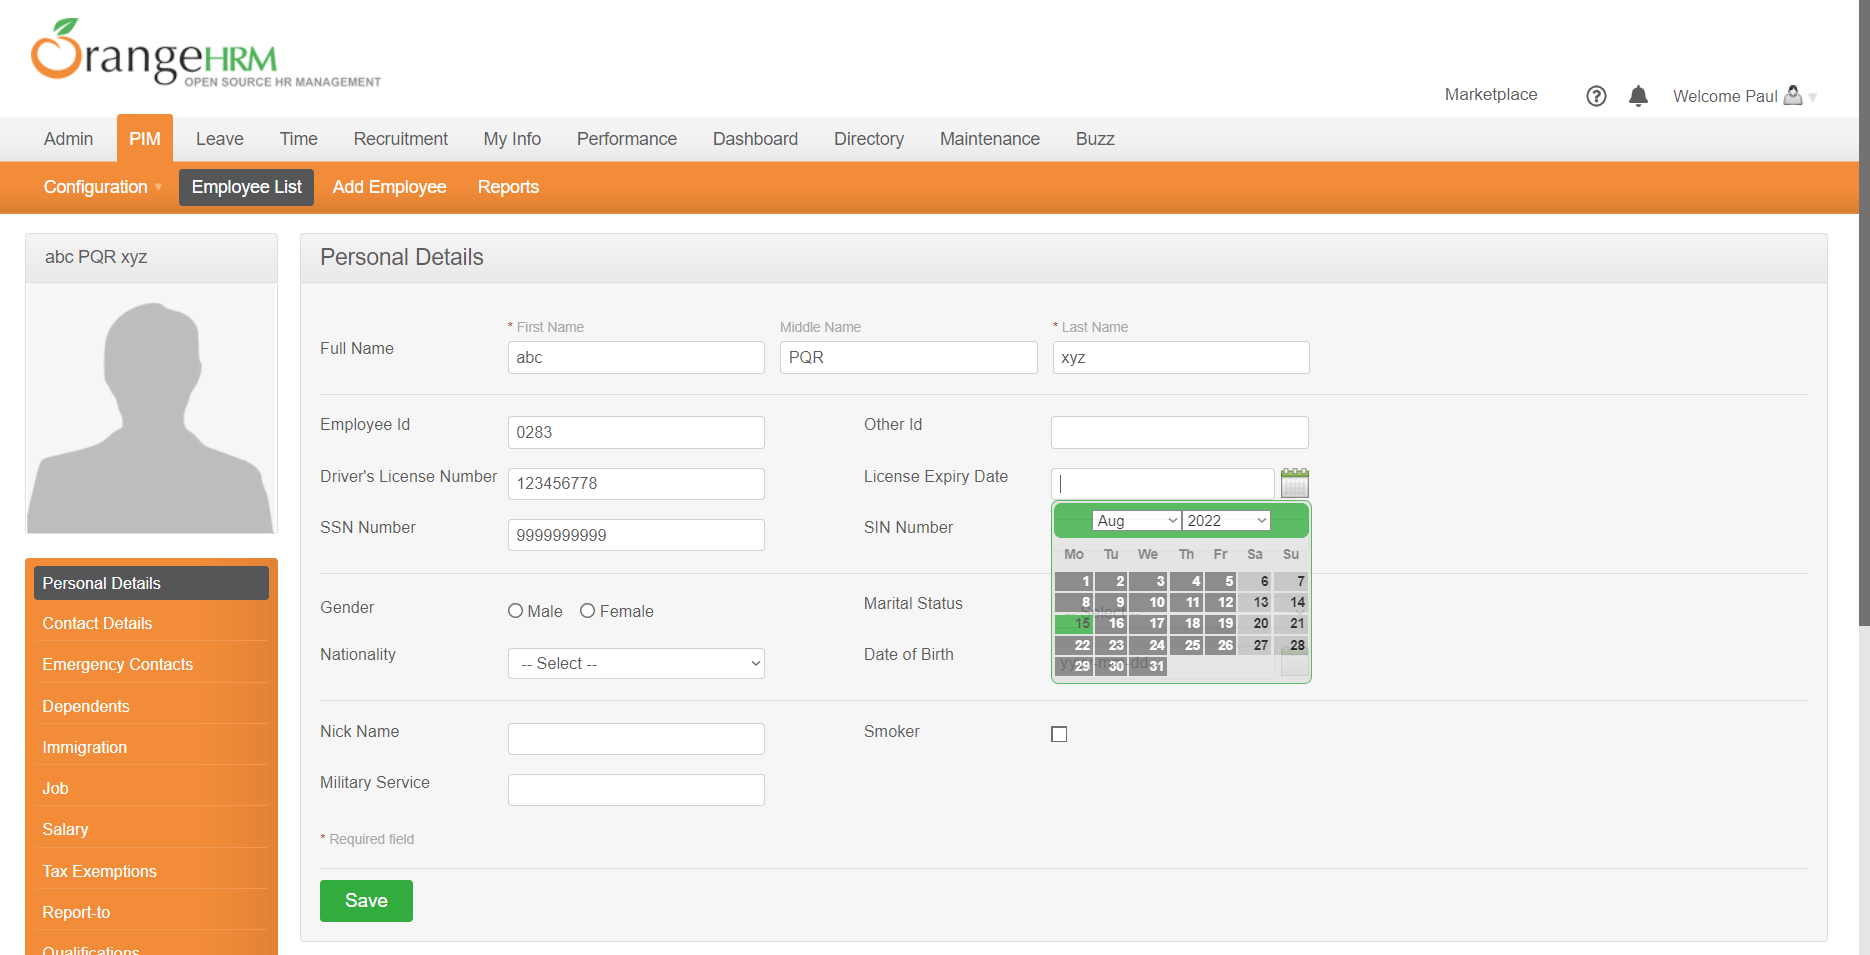 OrangeHRM
OPEN SOURCE HR MANAGEMENT
Marketplace
Welcome Paul
Admin PIM Leave Time Recruitment My Info Performance Dashboard Directory Maintenance Buzz
Configuration Employee List Add Employee Reports
abc PQR xyz
Personal Details
Contact Details
Emergency Contacts
Dependents
Immigration
Job
Salary
Tax Exemptions
Report-to
Qualifications
Personal Details
* First Name Middle Name * Last Name
Full Name abc PQR xyz
Employee Id 0283 Other Id
Driver's License Number 123456778 License Expiry Date
SSN Number 9999999999 SIN Number
Aug 2022
Mo Tu We Th Fr Sa Su
1 2 3 4 5 6 7
8 9 10 11 12 13 14
15 16 17 18 19 20 21
22 23 24 25 26 27 28
29 30 31
Gender Male Female Marital Status -- Select --
Nationality -- Select -- Date of Birth yyyy-mm-dd
Nick Name Smoker
Military Service
* Required field
Save